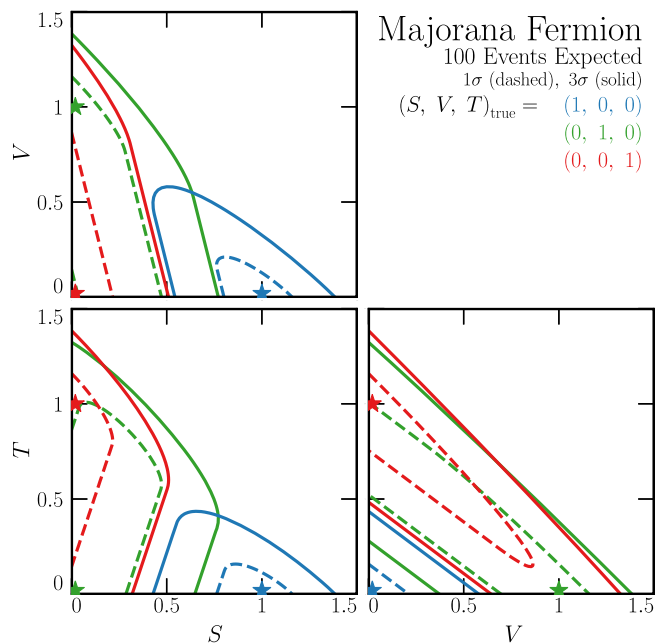 Majorana Fermion
100 Events Expected
1σ (dashed), 3σ (solid)
(S, V, T)true = (1, 0, 0)
(0, 1, 0)
(0, 0, 1)
1.5
1
V
0.5
0
1.5
1
T
0.5
0
0 0.5 1 1.5
S
0 0.5 1 1.5
V